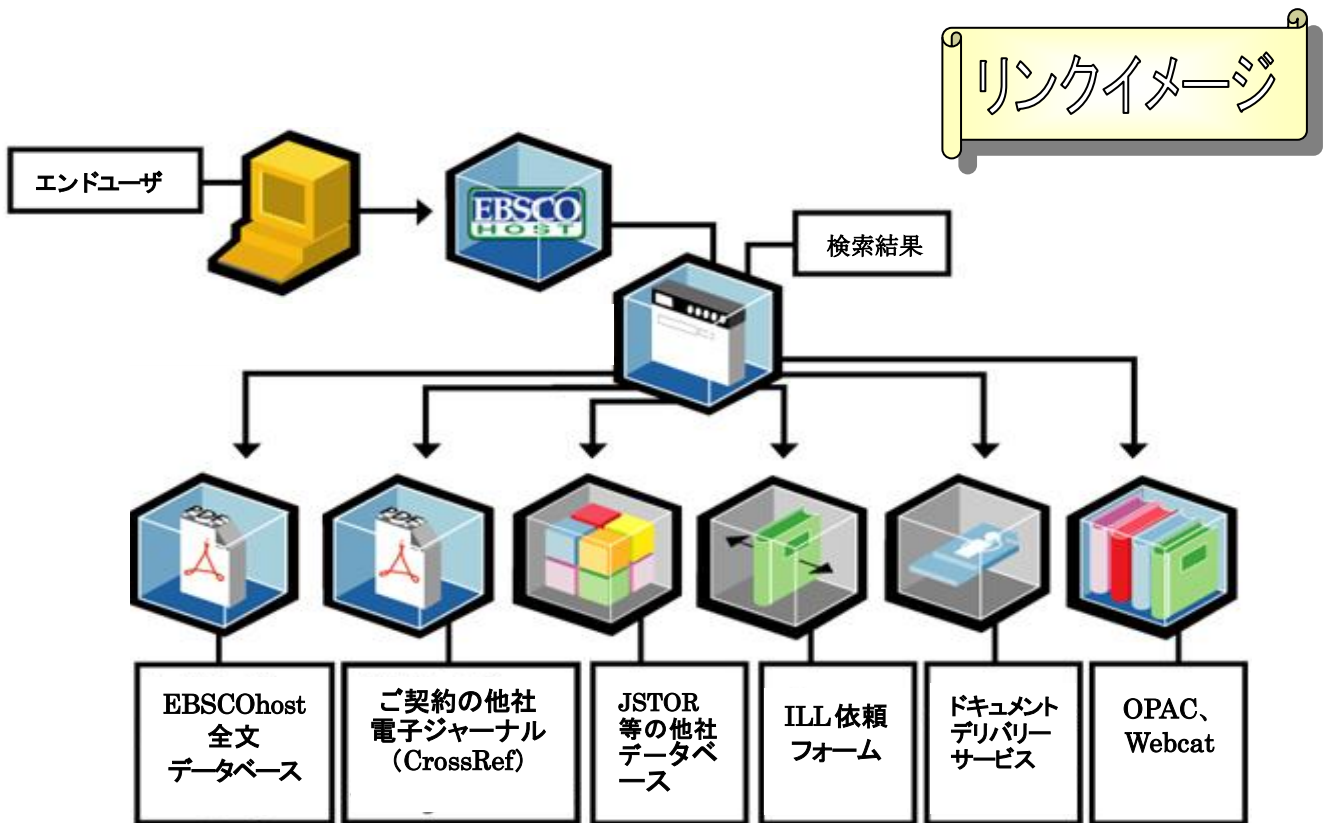 リンクイメージ
エンドユーザ
EBSCO
HOST
検索結果
PDF
PDF
EBSCOhost
全文
データベース
ご契約の他社
電子ジャーナル
（CrossRef）
JSTOR
等の他社
データベ
ース
ILL依頼
フォーム
ドキュメント
デリバリー
サービス
OPAC、
Webcat